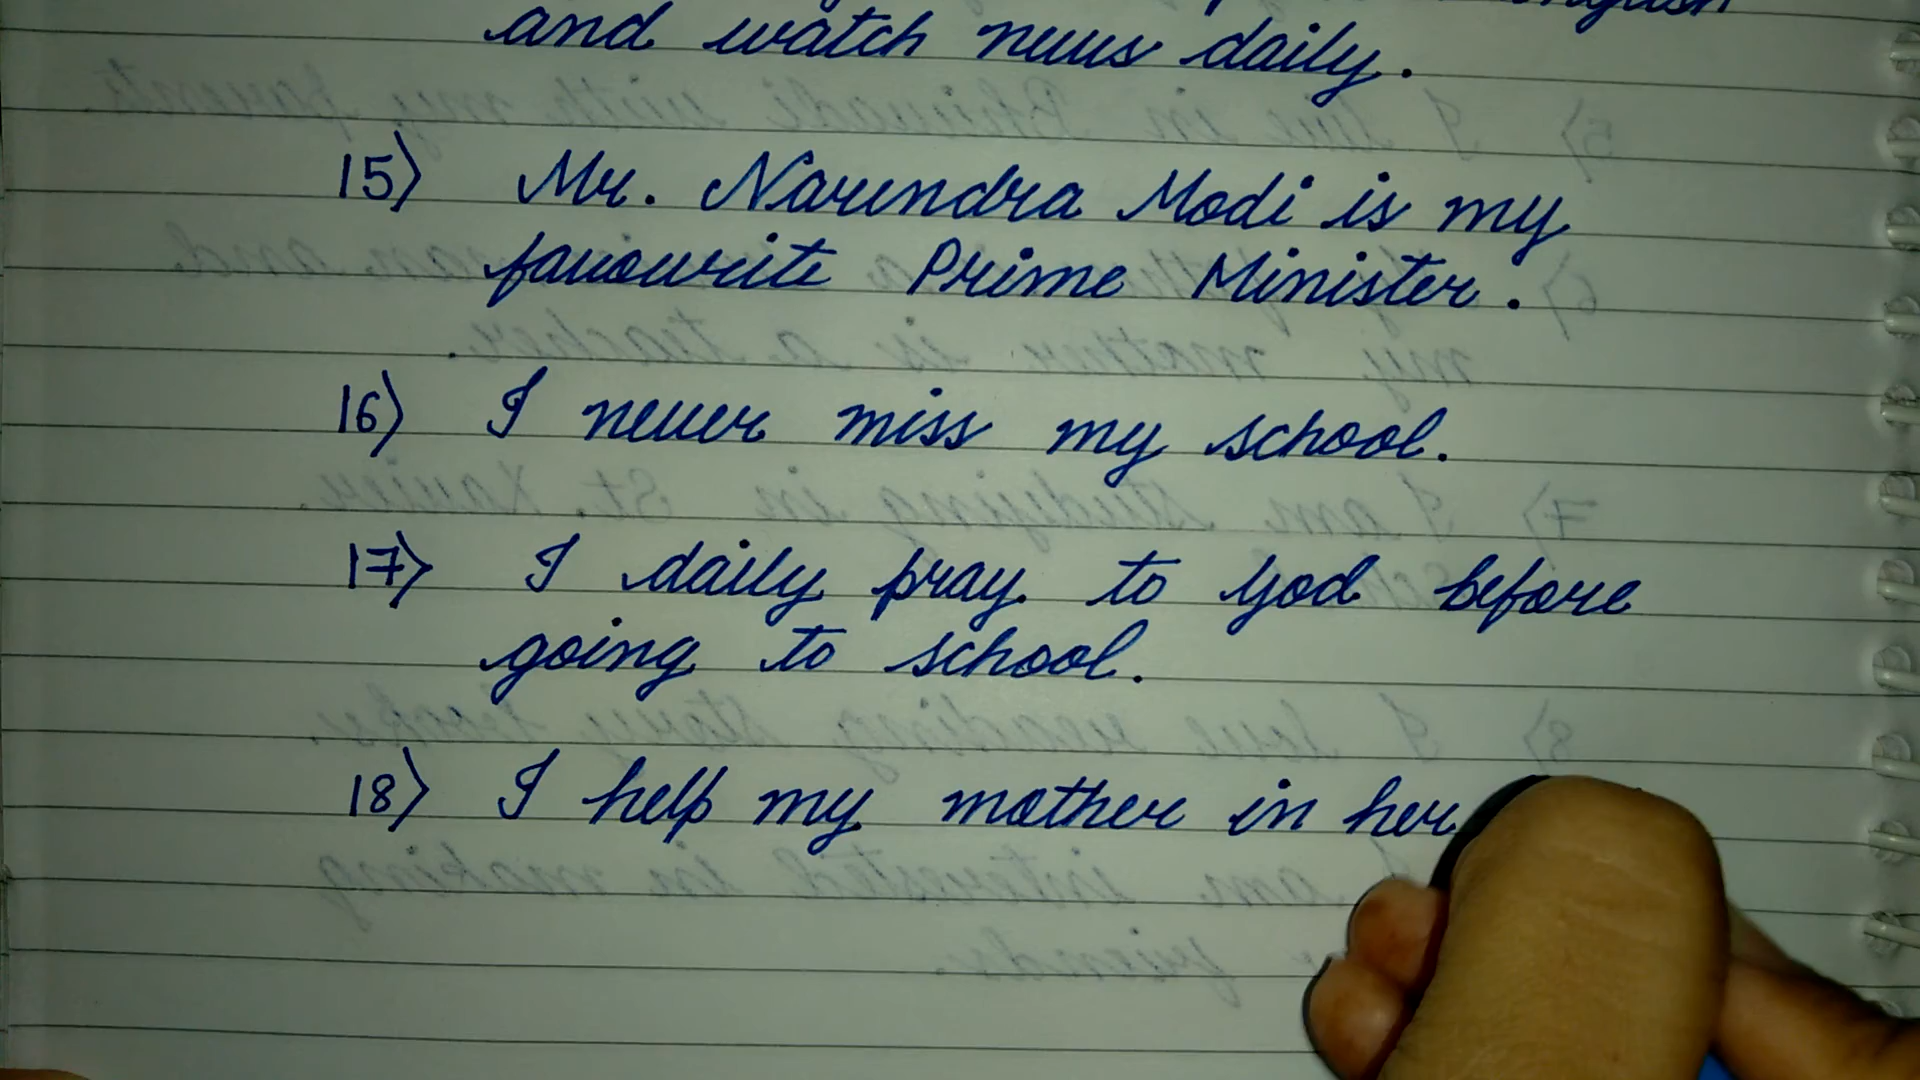 english
and watch news daily.
15) Mr. Narendra Modi is my
favourite Prime Minister.
16) I never miss my school.
17) I daily pray to God before
going to school.
18) I help my mother in her